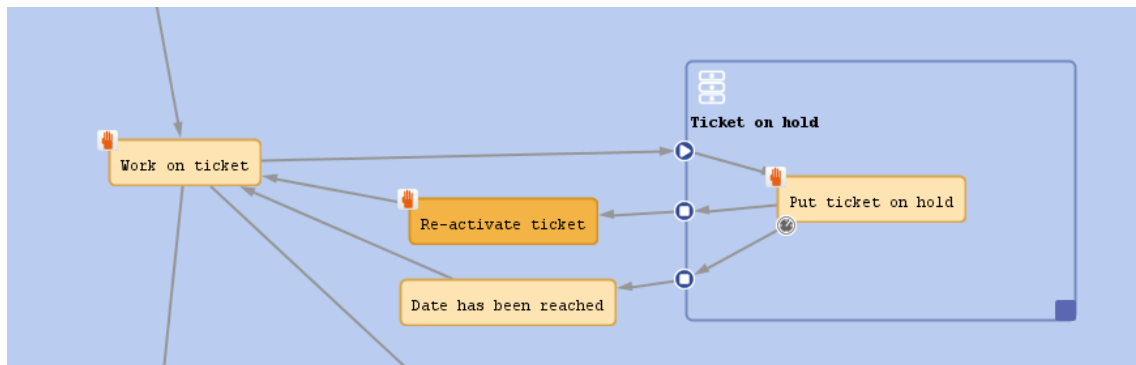 Ticket on hold
Work on ticket
Put ticket on hold
Re-activate ticket
Date has been reached